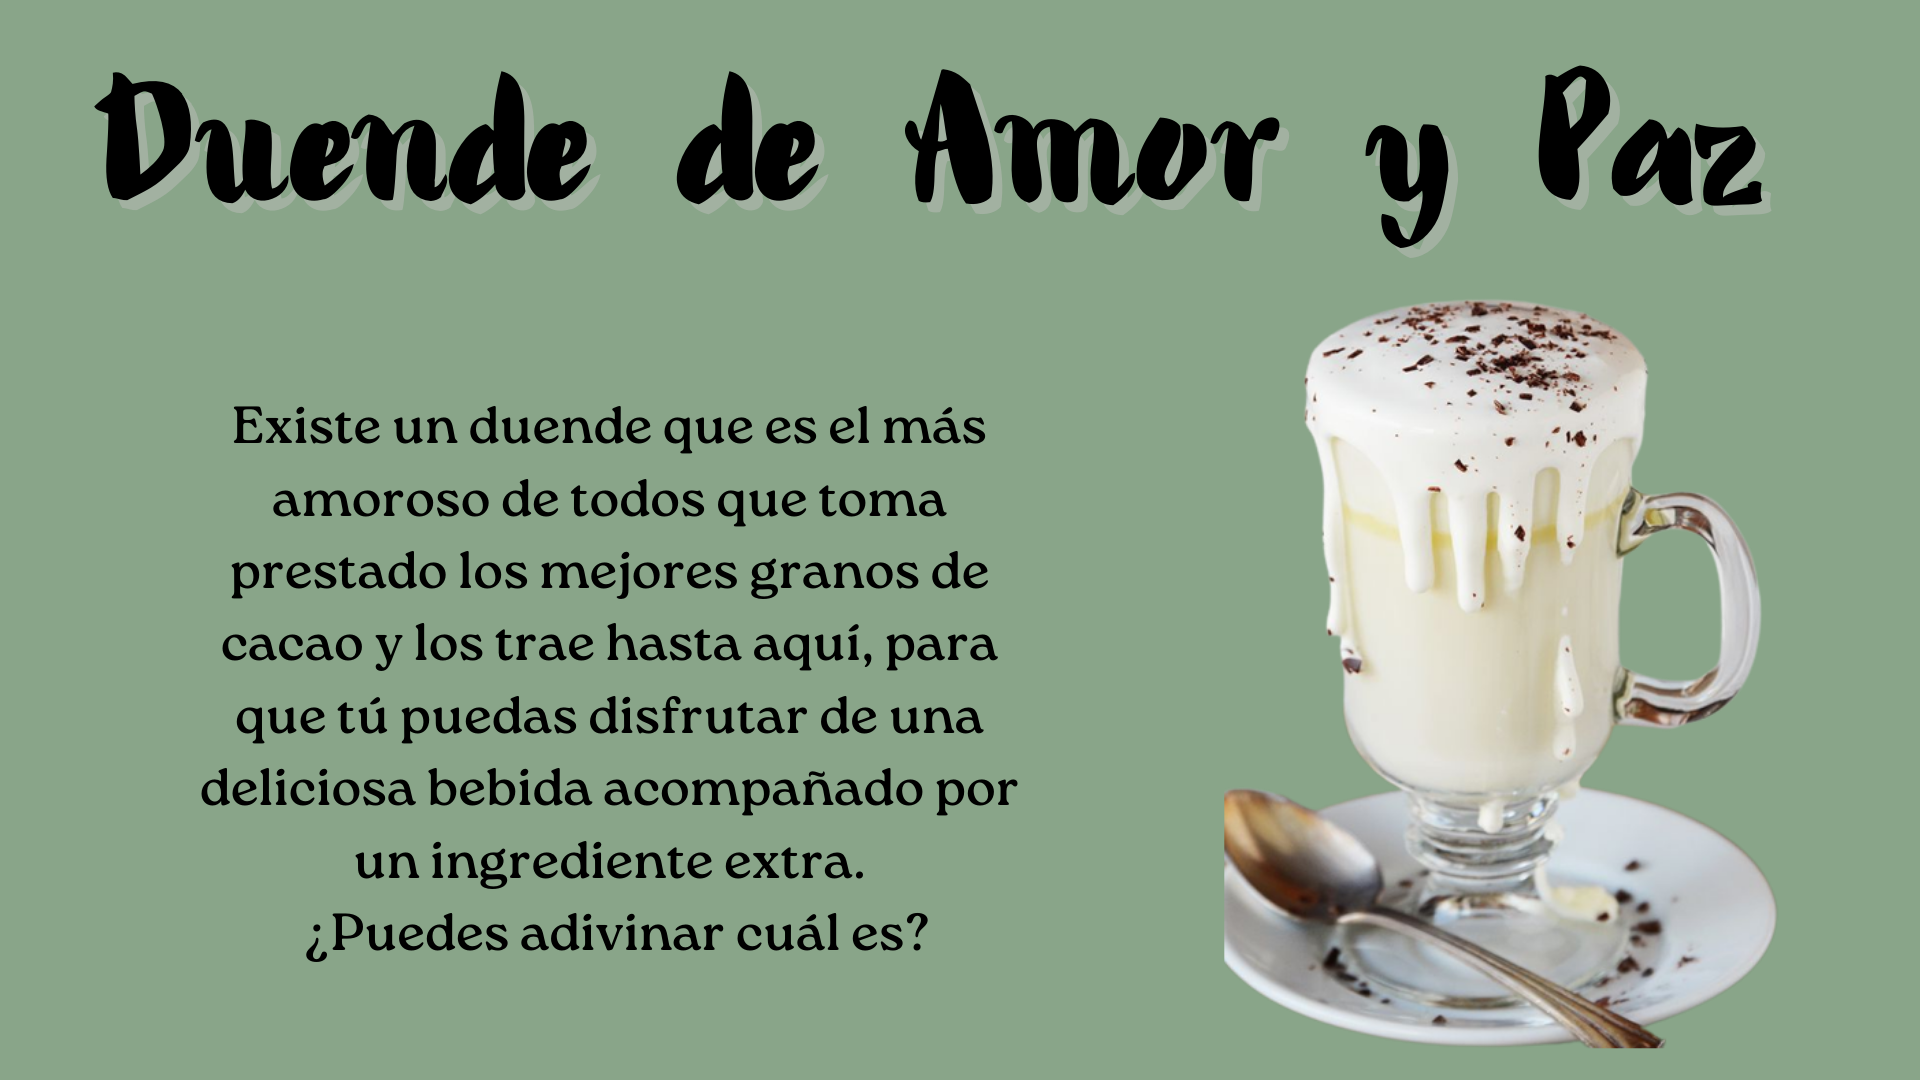 Duende de Amor y Paz
Existe un duende que es el más
amoroso de todos que toma
prestado los mejores granos de
cacao y los trae hasta aquí, para
que tú puedas disfrutar de una
deliciosa bebida acompañado por
un ingrediente extra.
¿Puedes adivinar cuál es?